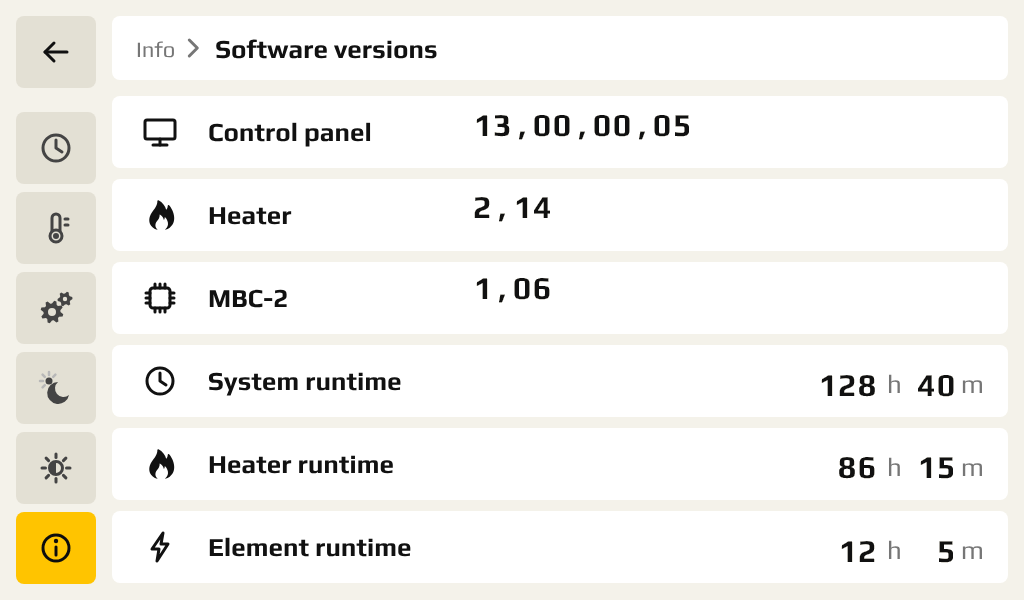 Info > Software versions
Control panel 13,00,00,05
Heater 2,14
MBC-2 1,06
System runtime 128 h 40 m
Heater runtime 86 h 15 m
Element runtime 12 h 5 m